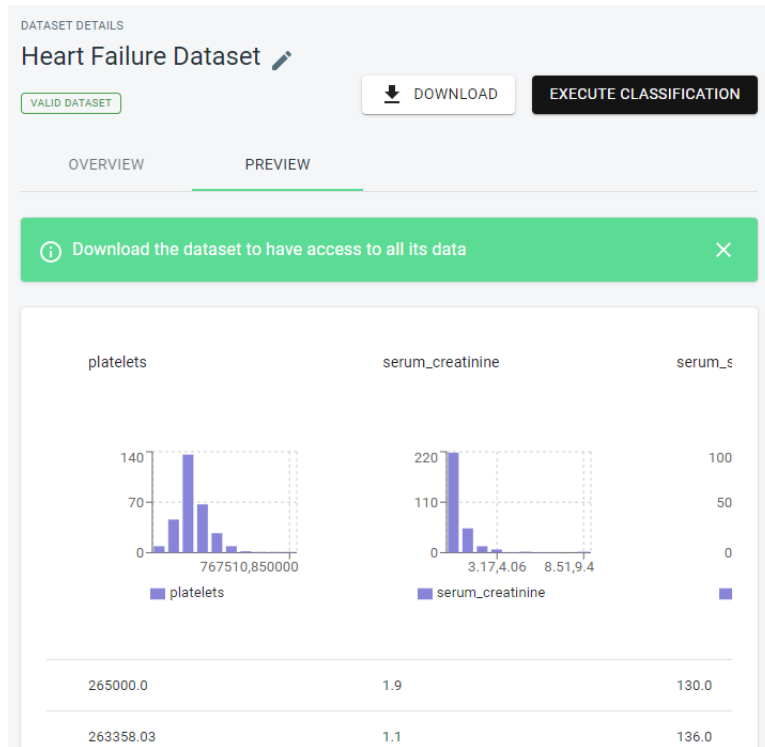 DATASET DETAILS
Heart Failure Dataset
VALID DATASET
DOWNLOAD
EXECUTE CLASSIFICATION
OVERVIEW
PREVIEW
Download the dataset to have access to all its data
platelets
serum_creatinine
serum_s
140
70
0
767510,850000
platelets
220
110
0
3.17,4.06
8.51,9.4
serum_creatinine
100
50
0
265000.0
1.9
130.0
263358.03
1.1
136.0